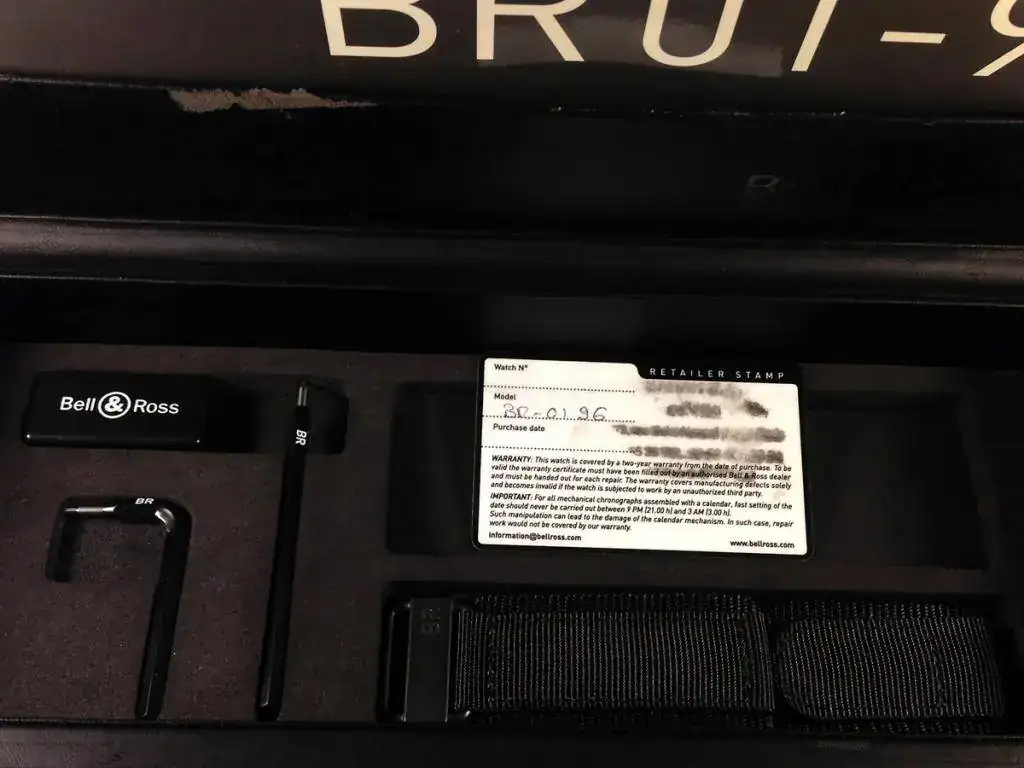 BR01-9
BR
Bell & Ross
BR
BR
Watch N°
RETAILER STAMP
Model
BR-01 96
Purchase date
WARRANTY: This watch is covered by a two-year warranty from the date of purchase. To be
valid the warranty certificate must have been filled out by an authorised Bell & Ross dealer
and must be handed out for each repair. The warranty covers manufacturing defects solely
and becomes invalid if the watch is subjected to work by an unauthorized third party.
IMPORTANT: For all mechanical chronographs assembled with a calendar, fast setting of the
date should never be carried out between 9 PM (21.00 h) and 3 AM (3.00 h).
Such manipulation can lead to the damage of the calendar mechanism. In such case, repair
work would not be covered by our warranty.
information@bellross.com
www.bellross.com
BR